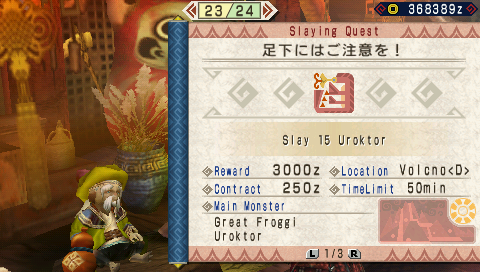 23/24
368389z
Slaying Quest
足下にはご注意を!
Slay 15 Uroktor
Reward 3000z Location Volcno<D>
Contract 250z TimeLimit 50min
Main Monster
Great Froggi
Uroktor
L 1/3 R